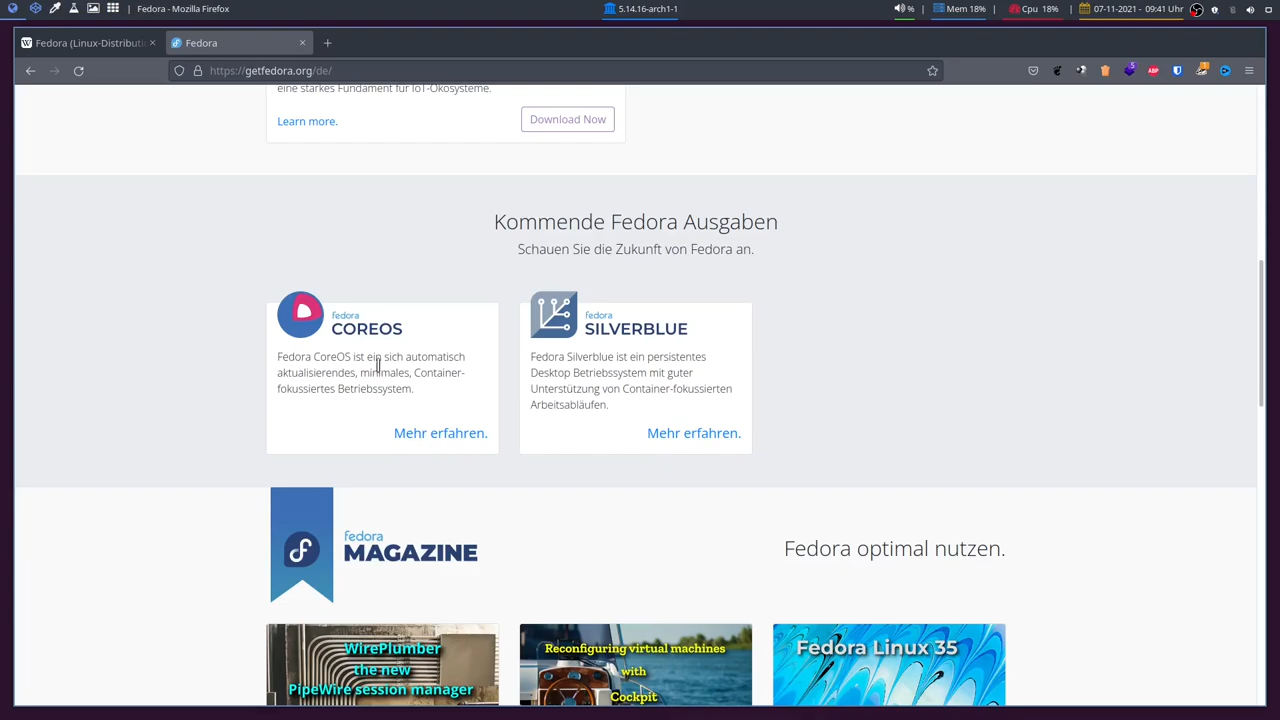 Fedora - Mozilla Firefox
5.14.16-arch1-1
%
Mem 18%
Cpu 18%
07-11-2021 - 09:41 Uhr
Fedora (Linux-Distributi
Fedora
https://getfedora.org/de/
5
ABP
eine starkes Fundament für IoT-Ökosysteme.
Learn more.
Download Now
Kommende Fedora Ausgaben
Schauen Sie die Zukunft von Fedora an.
fedora
COREOS
Fedora CoreOS ist ein sich automatisch
aktualisierendes, minimales, Container-
fokussiertes Betriebssystem.
Mehr erfahren.
fedora
SILVERBLUE
Fedora Silverblue ist ein persistentes
Desktop Betriebssystem mit guter
Unterstützung von Container-fokussierten
Arbeitsabläufen.
Mehr erfahren.
fedora
MAGAZINE
Fedora optimal nutzen.
WirePlumber
the new
PipeWire session manager
Reconfiguring virtual machines
with
Cockpit
Fedora Linux 35